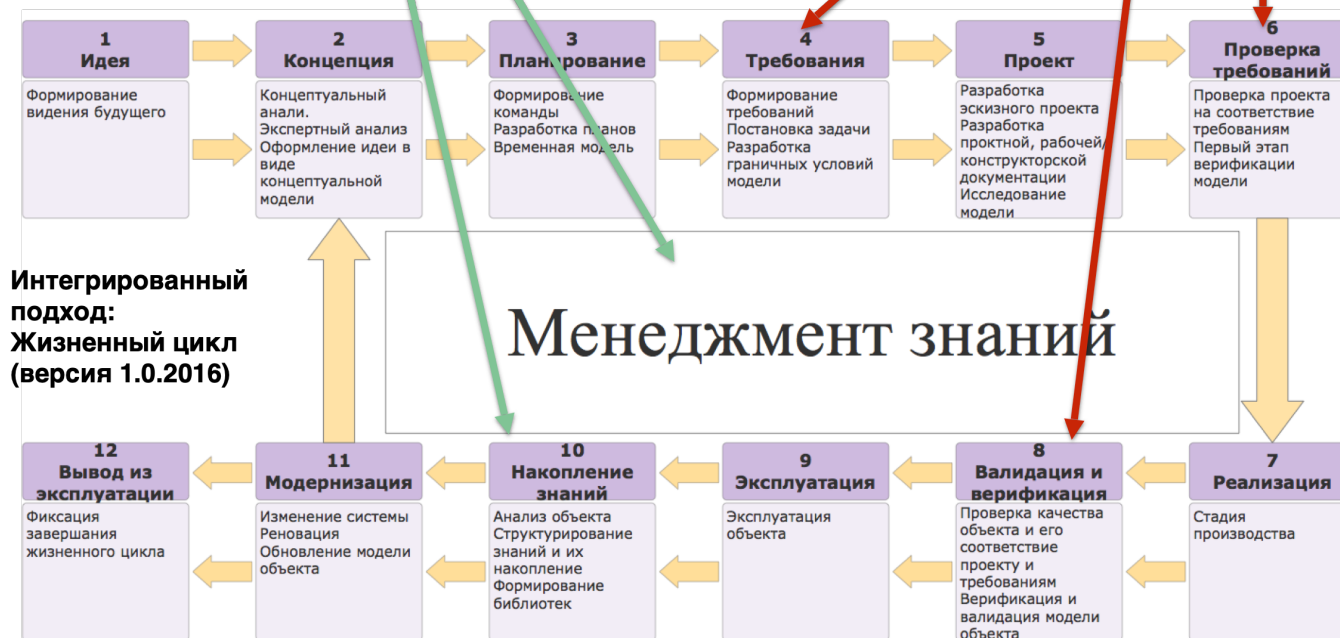 1
Идея
Формирование
видения будущего
2
Концепция
Концептуальный
анали.
Экспертный анализ
Оформление идеи в
виде
концептуальной
модели
3
Планирование
Формирование
команды
Разработка планов
Временная модель
4
Требования
Формирование
требований
Постановка задачи
Разработка
граничных условий
модели
5
Проект
Разработка
эскизного проекта
Разработка
проктной, рабочей/
конструкторской
документации
Исследование
модели
6
Проверка
требований
Проверка проекта
на соответствие
требованиям
Первый этап
верификации
модели
Интегрированный
подход:
Жизненный цикл
(версия 1.0.2016)
Менеджмент знаний
12
Вывод из
эксплуатации
Фиксация
завершания
жизненного цикла
11
Модернизация
Изменение системы
Реновация
Обновление модели
объекта
10
Накопление
знаний
Анализ объекта
Структурирование
знаний и их
накопление
Формирование
библиотек
9
Эксплуатация
Эксплуатация
объекта
8
Валидация и
верификация
Проверка качества
объекта и его
соответствие
проекту и
требованиям
Верификация и
валидация модели
объекта
7
Реализация
Стадия
производства